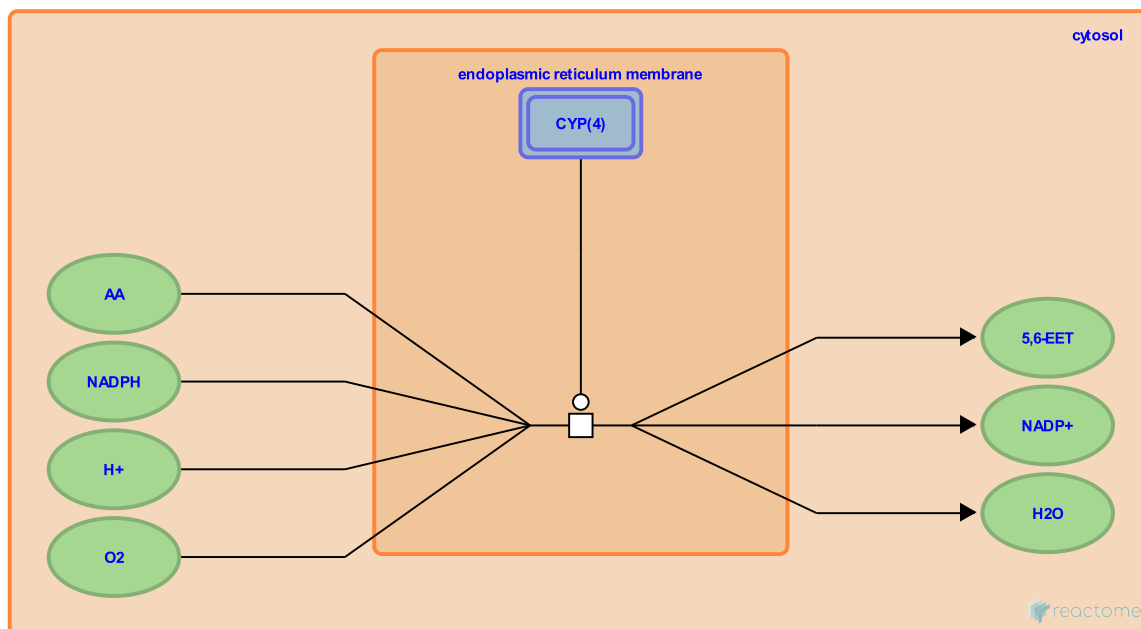 cytosol
endoplasmic reticulum membrane
CYP(4)
AA
NADPH
H+
O2
5,6-EET
NADP+
H2O
reactome